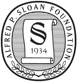 ALFRED P. SLOAN FOUNDATION
S
1934